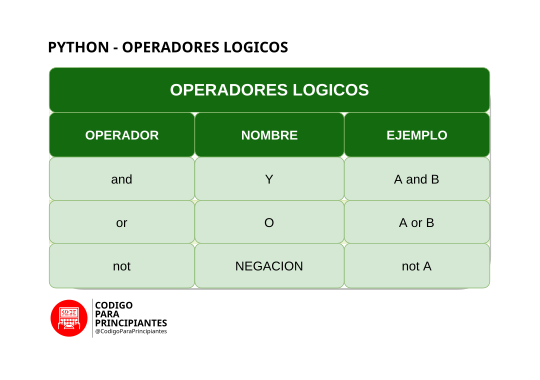 PYTHON - OPERADORES LOGICOS
OPERADORES LOGICOS
OPERADOR NOMBRE EJEMPLO
and Y A and B
or O A or B
not NEGACION not A
CODIGO
PARA
PRINCIPIANTES
@CodigoParaPrincipiantes